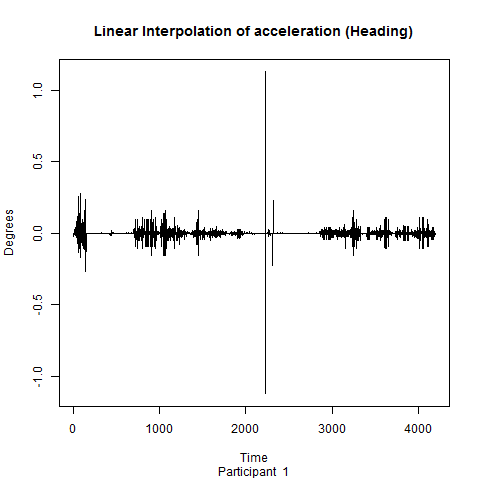 Linear Interpolation of acceleration (Heading)
1.0
0.5
0.0
-0.5
-1.0
Degrees
0 1000 2000 3000 4000
Time
Participant 1